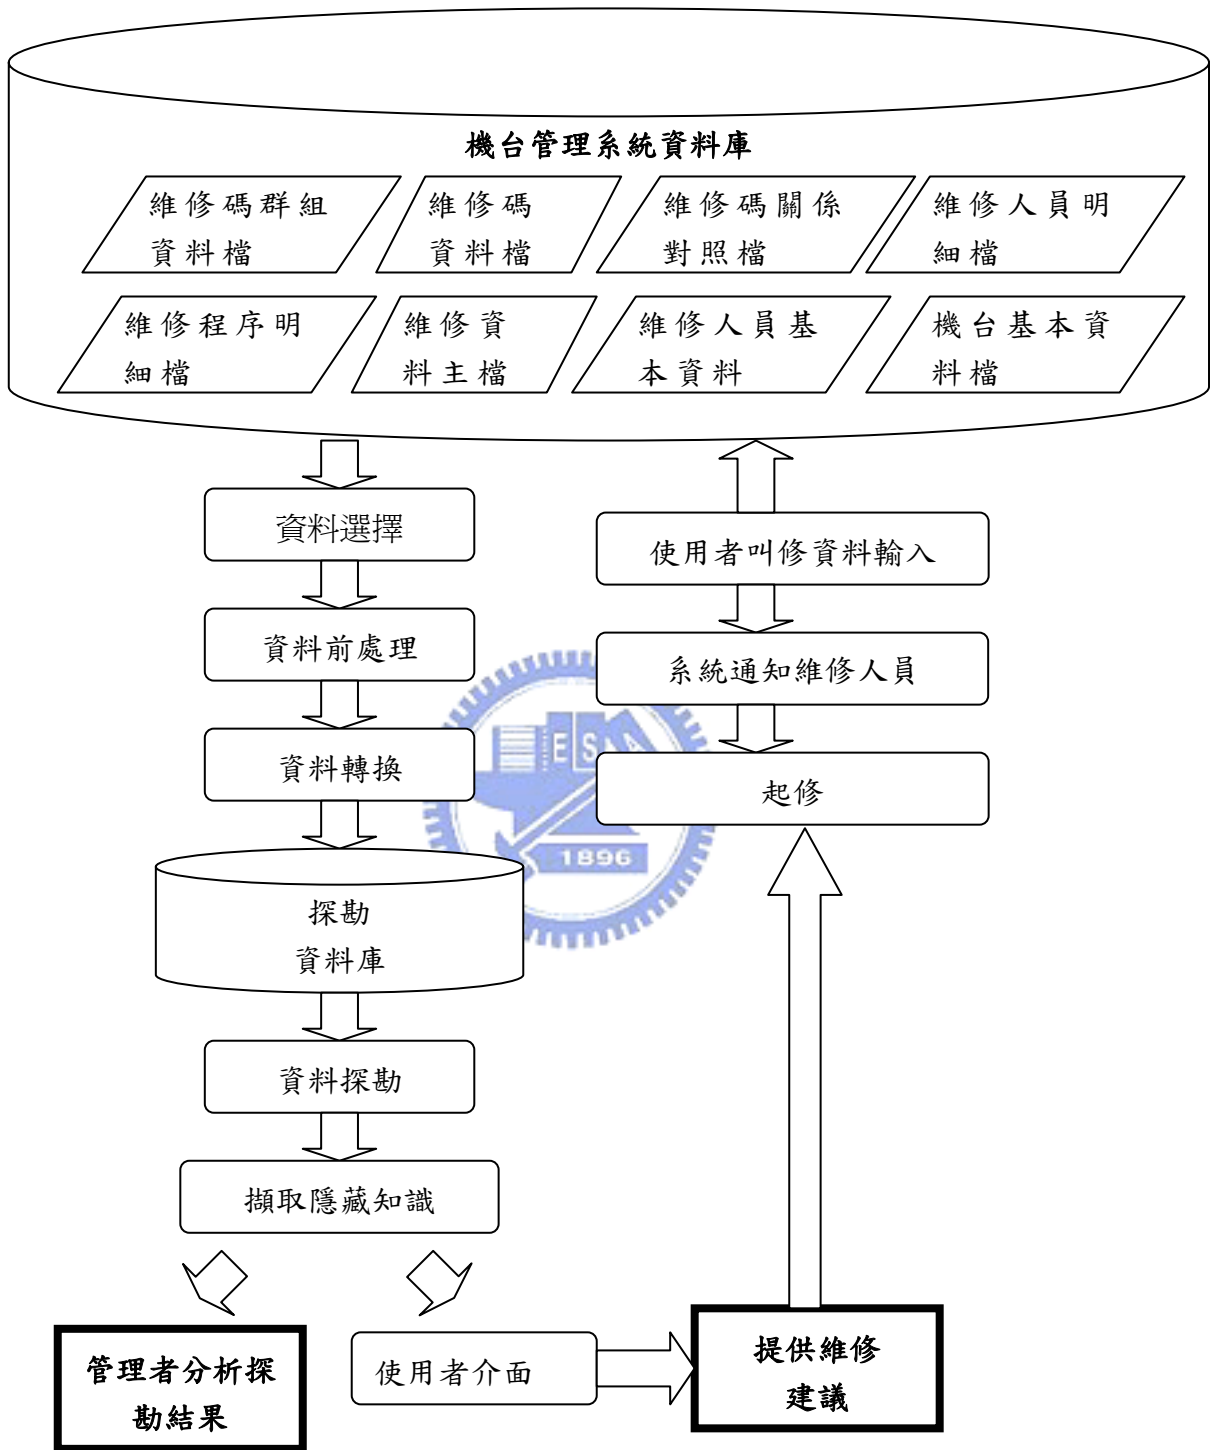 機台管理系統資料庫
維修碼群組
資料檔
維修碼
資料檔
維修碼關係
對照檔
維修人員明
細檔
維修程序明
細檔
維修資
料主檔
維修人員基
本資料
機台基本資
料檔
資料選擇
資料前處理
資料轉換
探勘
資料庫
資料探勘
擷取隱藏知識
管理者分析探
勘結果
使用者介面
提供維修
建議
使用者叫修資料輸入
系統通知維修人員
起修
ES
1896